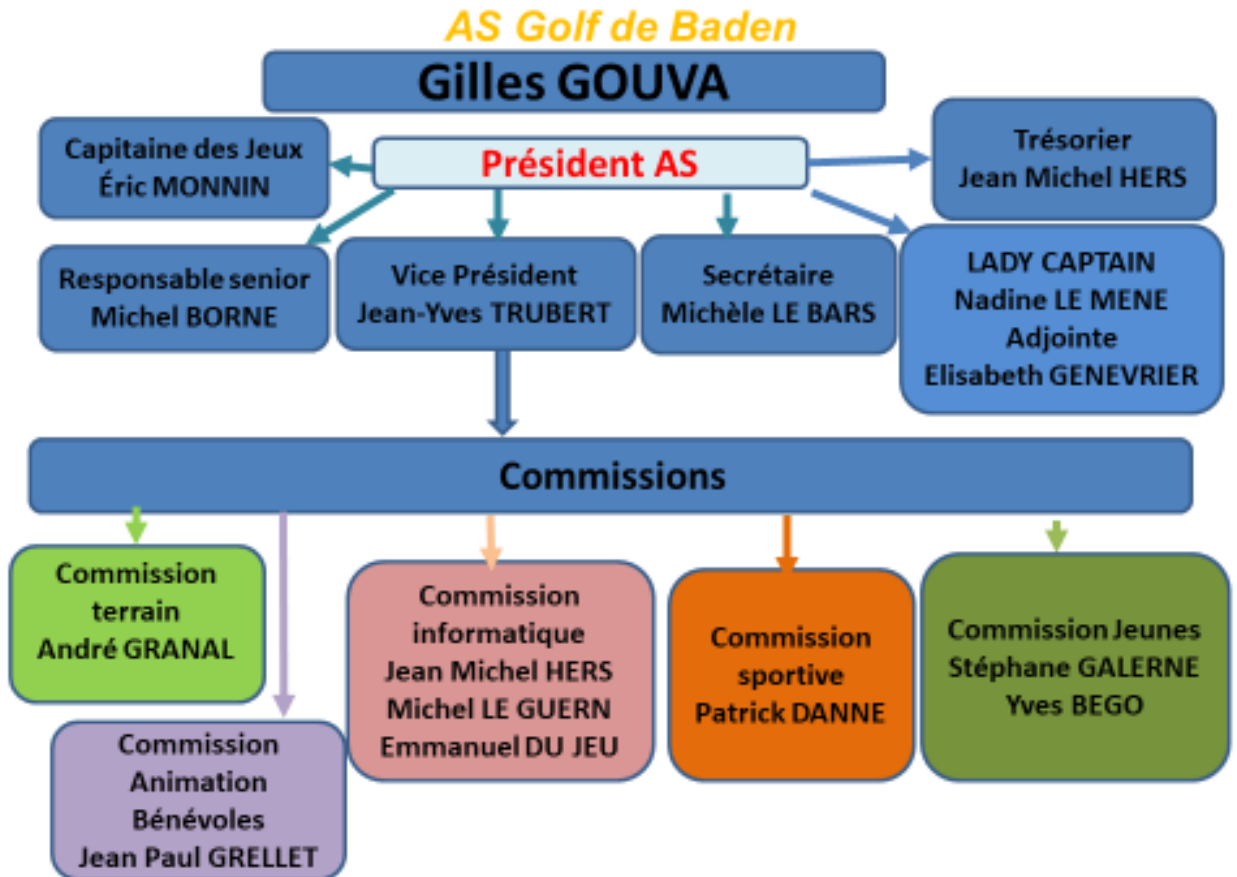 AS Golf de Baden
Gilles GOUVA
Président AS
Capitaine des Jeux
Éric MONNIN
Trésorier
Jean Michel HERS
Responsable senior
Michel BORNE
Vice Président
Jean-Yves TRUBERT
Secrétaire
Michèle LE BARS
LADY CAPTAIN
Nadine LE MENE
Adjointe
Elisabeth GENEVRIER
Commissions
Commission
terrain
André GRANAL
Commission
Animation
Bénévoles
Jean Paul GRELLET
Commission
informatique
Jean Michel HERS
Michel LE GUERN
Emmanuel DU JEU
Commission
sportive
Patrick DANNE
Commission Jeunes
Stéphane GALERNE
Yves BEGO